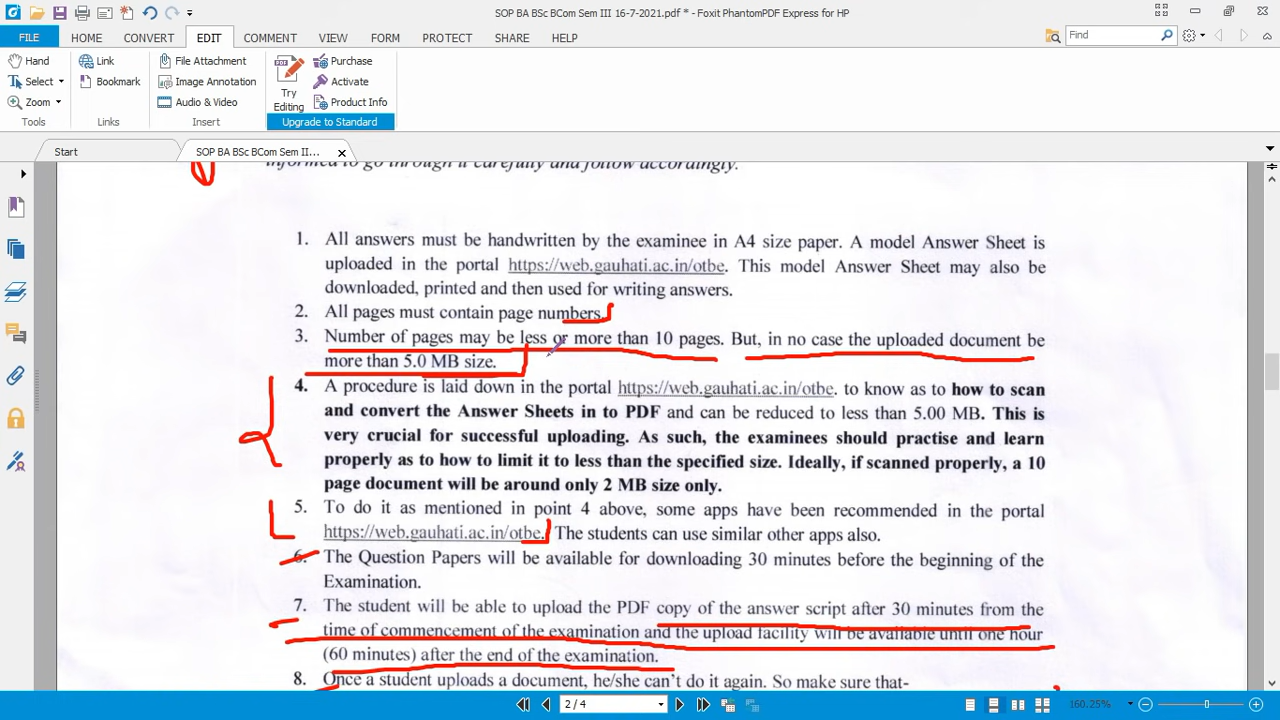 SOP BA BSc BCom Sem III 16-7-2021.pdf * - Foxit PhantomPDF Express for HP
FILE HOME CONVERT EDIT COMMENT VIEW FORM PROTECT SHARE HELP
Find
Hand Link File Attachment Purchase
Select Bookmark Image Annotation Activate
Zoom Audio & Video Try Editing Product Info
Tools Links Insert Upgrade to Standard
Start SOP BA BSc BCom Sem II...
informed to go through it carefully and follow accordingly.
1. All answers must be handwritten by the examinee in A4 size paper. A model Answer Sheet is
uploaded in the portal https://web.gauhati.ac.in/otbe. This model Answer Sheet may also be
downloaded, printed and then used for writing answers.
2. All pages must contain page numbers.
3. Number of pages may be less or more than 10 pages. But, in no case the uploaded document be
more than 5.0 MB size.
4. A procedure is laid down in the portal https://web.gauhati.ac.in/otbe. to know as to how to scan
and convert the Answer Sheets in to PDF and can be reduced to less than 5.00 MB. This is
very crucial for successful uploading. As such, the examinees should practise and learn
properly as to how to limit it to less than the specified size. Ideally, if scanned properly, a 10
page document will be around only 2 MB size only.
5. To do it as mentioned in point 4 above, some apps have been recommended in the portal
https://web.gauhati.ac.in/otbe. The students can use similar other apps also.
6. The Question Papers will be available for downloading 30 minutes before the beginning of the
Examination.
7. The student will be able to upload the PDF copy of the answer script after 30 minutes from the
time of commencement of the examination and the upload facility will be available until one hour
(60 minutes) after the end of the examination.
8. Once a student uploads a document, he/she can't do it again. So make sure that-
2 / 4 160.25%